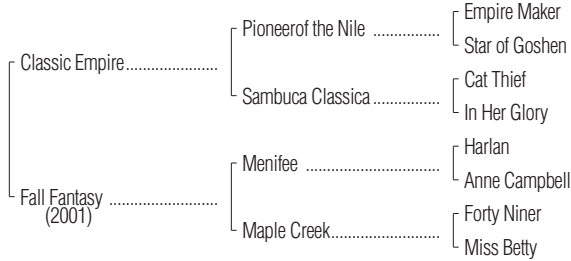 Empire Maker
Pioneerof the Nile ................
Star of Goshen
Classic Empire......................
Cat Thief
Sambuca Classica................
In Her Glory
Harlan
Menifee ................................
Anne Campbell
Fall Fantasy ..........................
(2001)
Forty Niner
Maple Creek..........................
Miss Betty